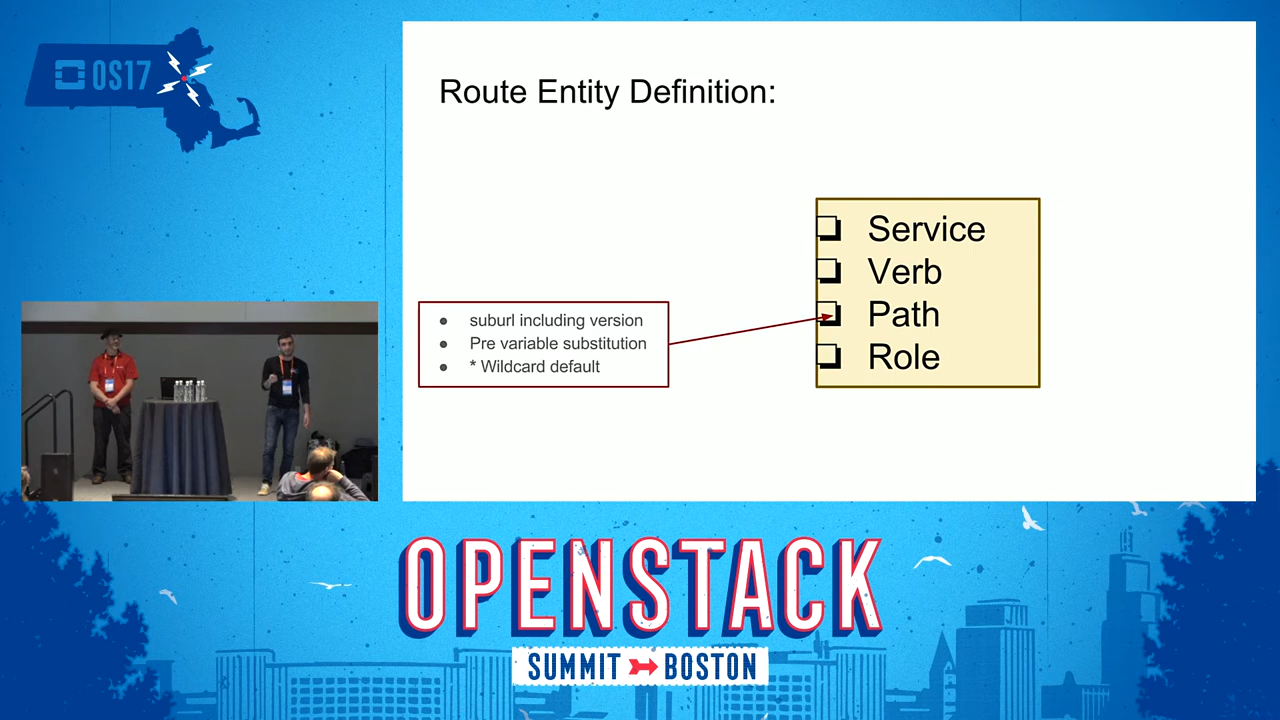 OS17
Route Entity Definition:
Service
Verb
Path
Role
suburl including version
Pre variable substitution
* Wildcard default
OPENSTACK
SUMMIT BOSTON